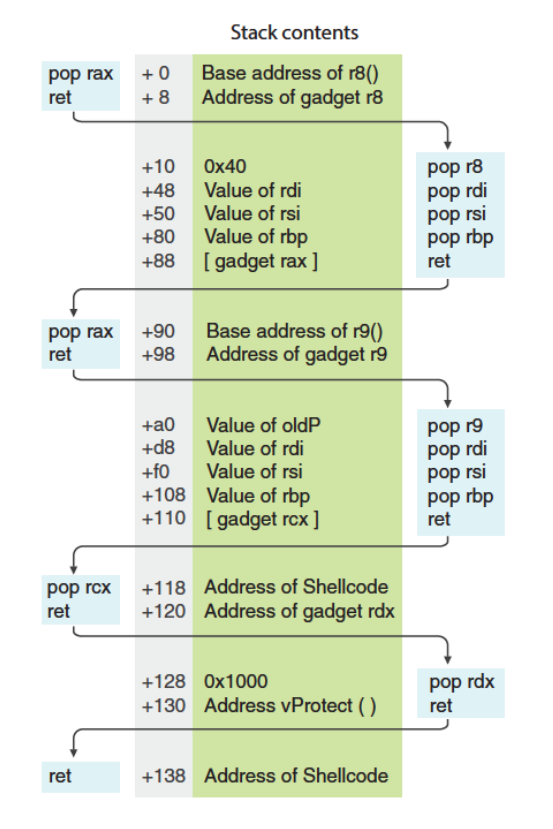 Stack contents
pop rax + 0 Base address of r8()
ret + 8 Address of gadget r8
+10 0x40 pop r8
+48 Value of rdi pop rdi
+50 Value of rsi pop rsi
+80 Value of rbp pop rbp
+88 [ gadget rax ] ret
pop rax +90 Base address of r9()
ret +98 Address of gadget r9
+a0 Value of oldP pop r9
+d8 Value of rdi pop rdi
+f0 Value of rsi pop rsi
+108 Value of rbp pop rbp
+110 [ gadget rcx ] ret
pop rcx +118 Address of Shellcode
ret +120 Address of gadget rdx
+128 0x1000 pop rdx
+130 Address vProtect ( ) ret
ret +138 Address of Shellcode